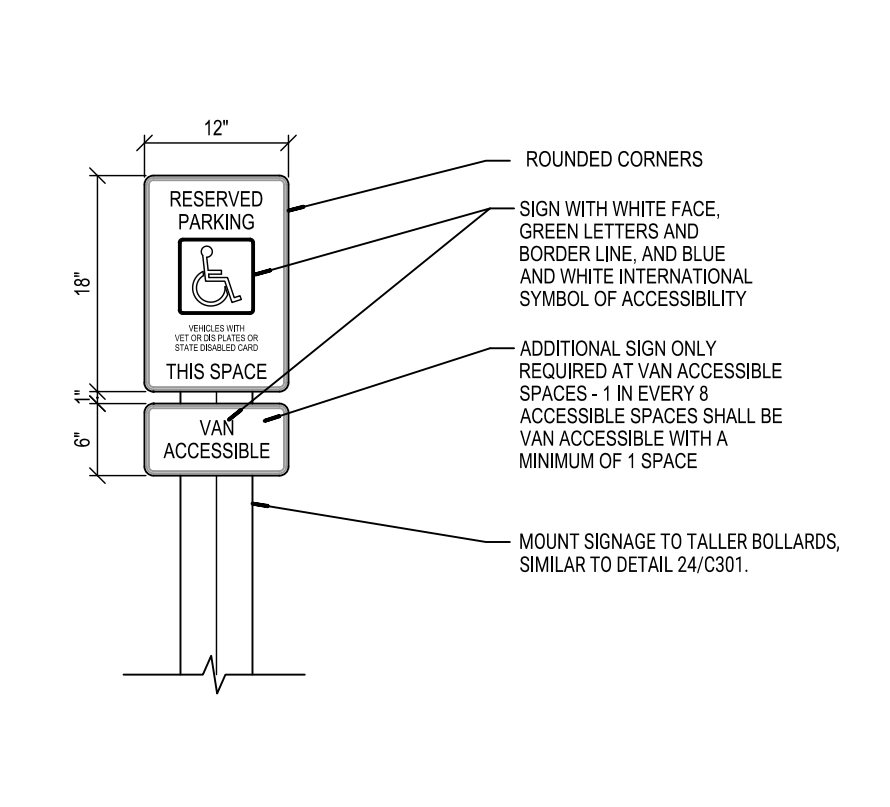 12"
18"
1"
6"
RESERVED
PARKING
VEHICLES WITH
VET OR DIS PLATES OR
STATE DISABLED CARD
THIS SPACE
VAN
ACCESSIBLE
ROUNDED CORNERS
SIGN WITH WHITE FACE,
GREEN LETTERS AND
BORDER LINE, AND BLUE
AND WHITE INTERNATIONAL
SYMBOL OF ACCESSIBILITY
ADDITIONAL SIGN ONLY
REQUIRED AT VAN ACCESSIBLE
SPACES - 1 IN EVERY 8
ACCESSIBLE SPACES SHALL BE
VAN ACCESSIBLE WITH A
MINIMUM OF 1 SPACE
MOUNT SIGNAGE TO TALLER BOLLARDS,
SIMILAR TO DETAIL 24/C301.